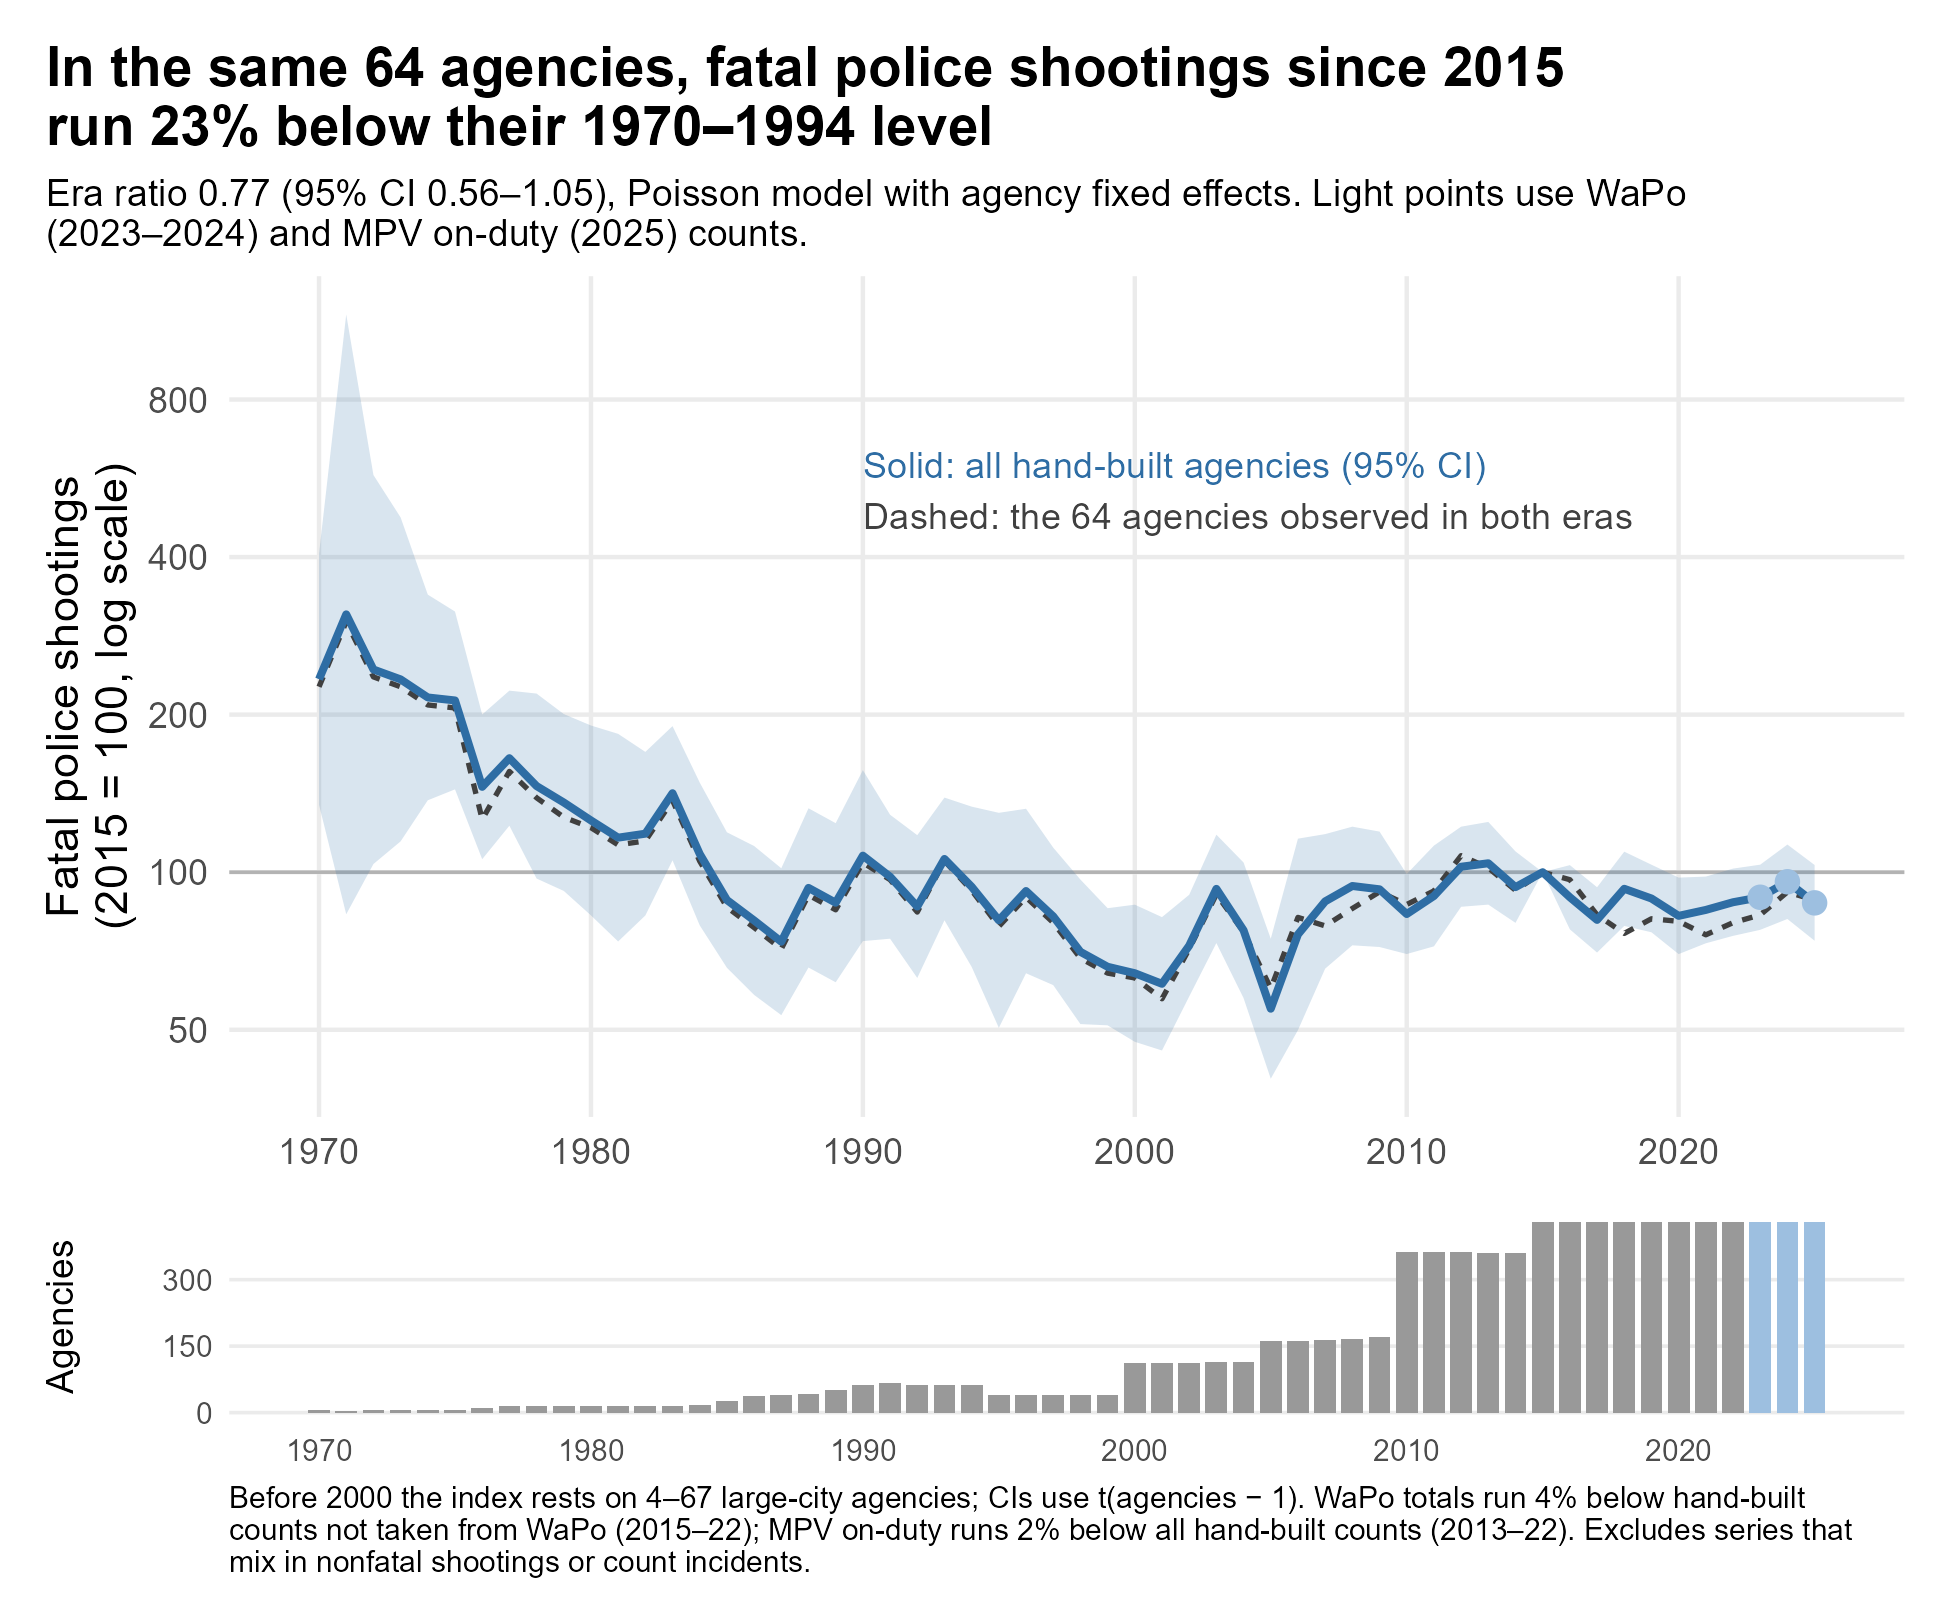 In the same 64 agencies, fatal police shootings since 2015
run 23% below their 1970–1994 level
Era ratio 0.77 (95% CI 0.56–1.05), Poisson model with agency fixed effects. Light points use WaPo
(2023–2024) and MPV on-duty (2025) counts.
Fatal police shootings
(2015 = 100, log scale)
800
400
200
100
50
Solid: all hand-built agencies (95% CI)
Dashed: the 64 agencies observed in both eras
1970 1980 1990 2000 2010 2020
Agencies
300
150
0
1970 1980 1990 2000 2010 2020
Before 2000 the index rests on 4–67 large-city agencies; CIs use t(agencies − 1). WaPo totals run 4% below hand-built
counts not taken from WaPo (2015–22); MPV on-duty runs 2% below all hand-built counts (2013–22). Excludes series that
mix in nonfatal shootings or count incidents.